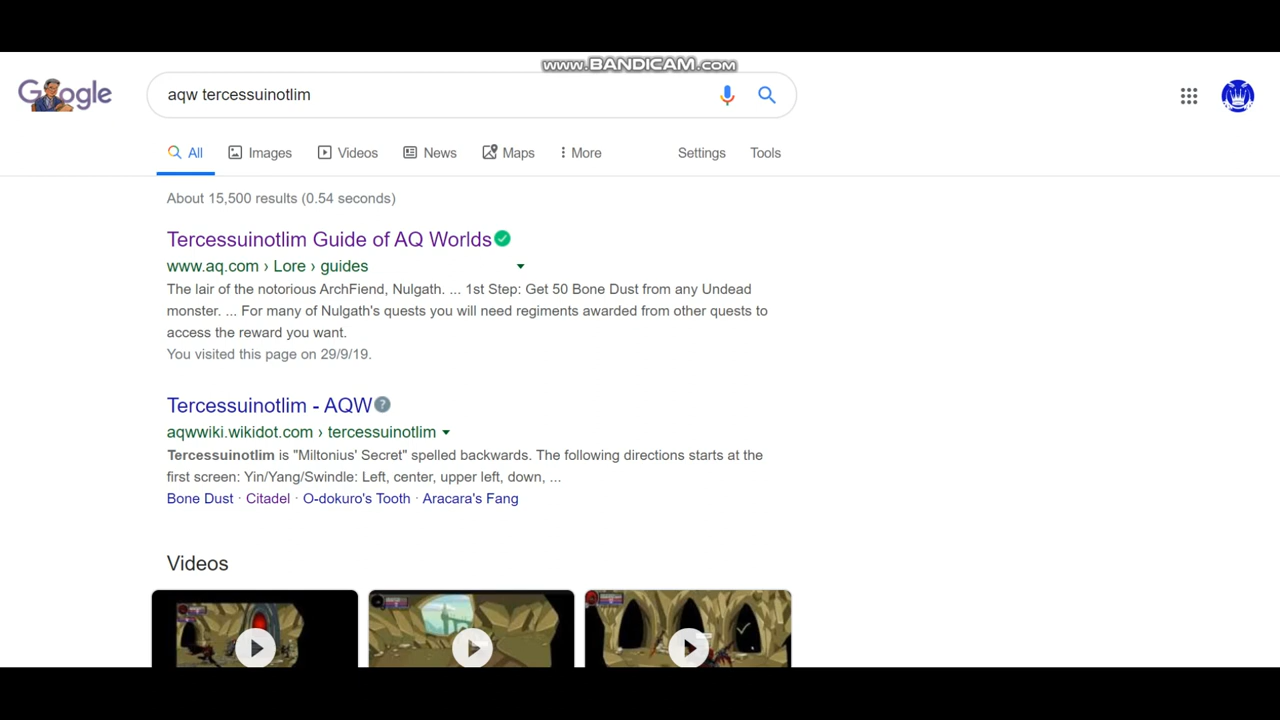 www.BANDICAM.com
Google
aqw tercessuinotlim
All Images Videos News Maps More Settings Tools
About 15,500 results (0.54 seconds)
Tercessuinotlim Guide of AQ Worlds
www.aq.com › Lore › guides
The lair of the notorious ArchFiend, Nulgath. ... 1st Step: Get 50 Bone Dust from any Undead
monster. ... For many of Nulgath's quests you will need regiments awarded from other quests to
access the reward you want.
You visited this page on 29/9/19.
Tercessuinotlim - AQW
aqwwiki.wikidot.com › tercessuinotlim
Tercessuinotlim is "Miltonius' Secret" spelled backwards. The following directions starts at the
first screen: Yin/Yang/Swindle: Left, center, upper left, down, ...
Bone Dust · Citadel · O-dokuro's Tooth · Aracara's Fang
Videos